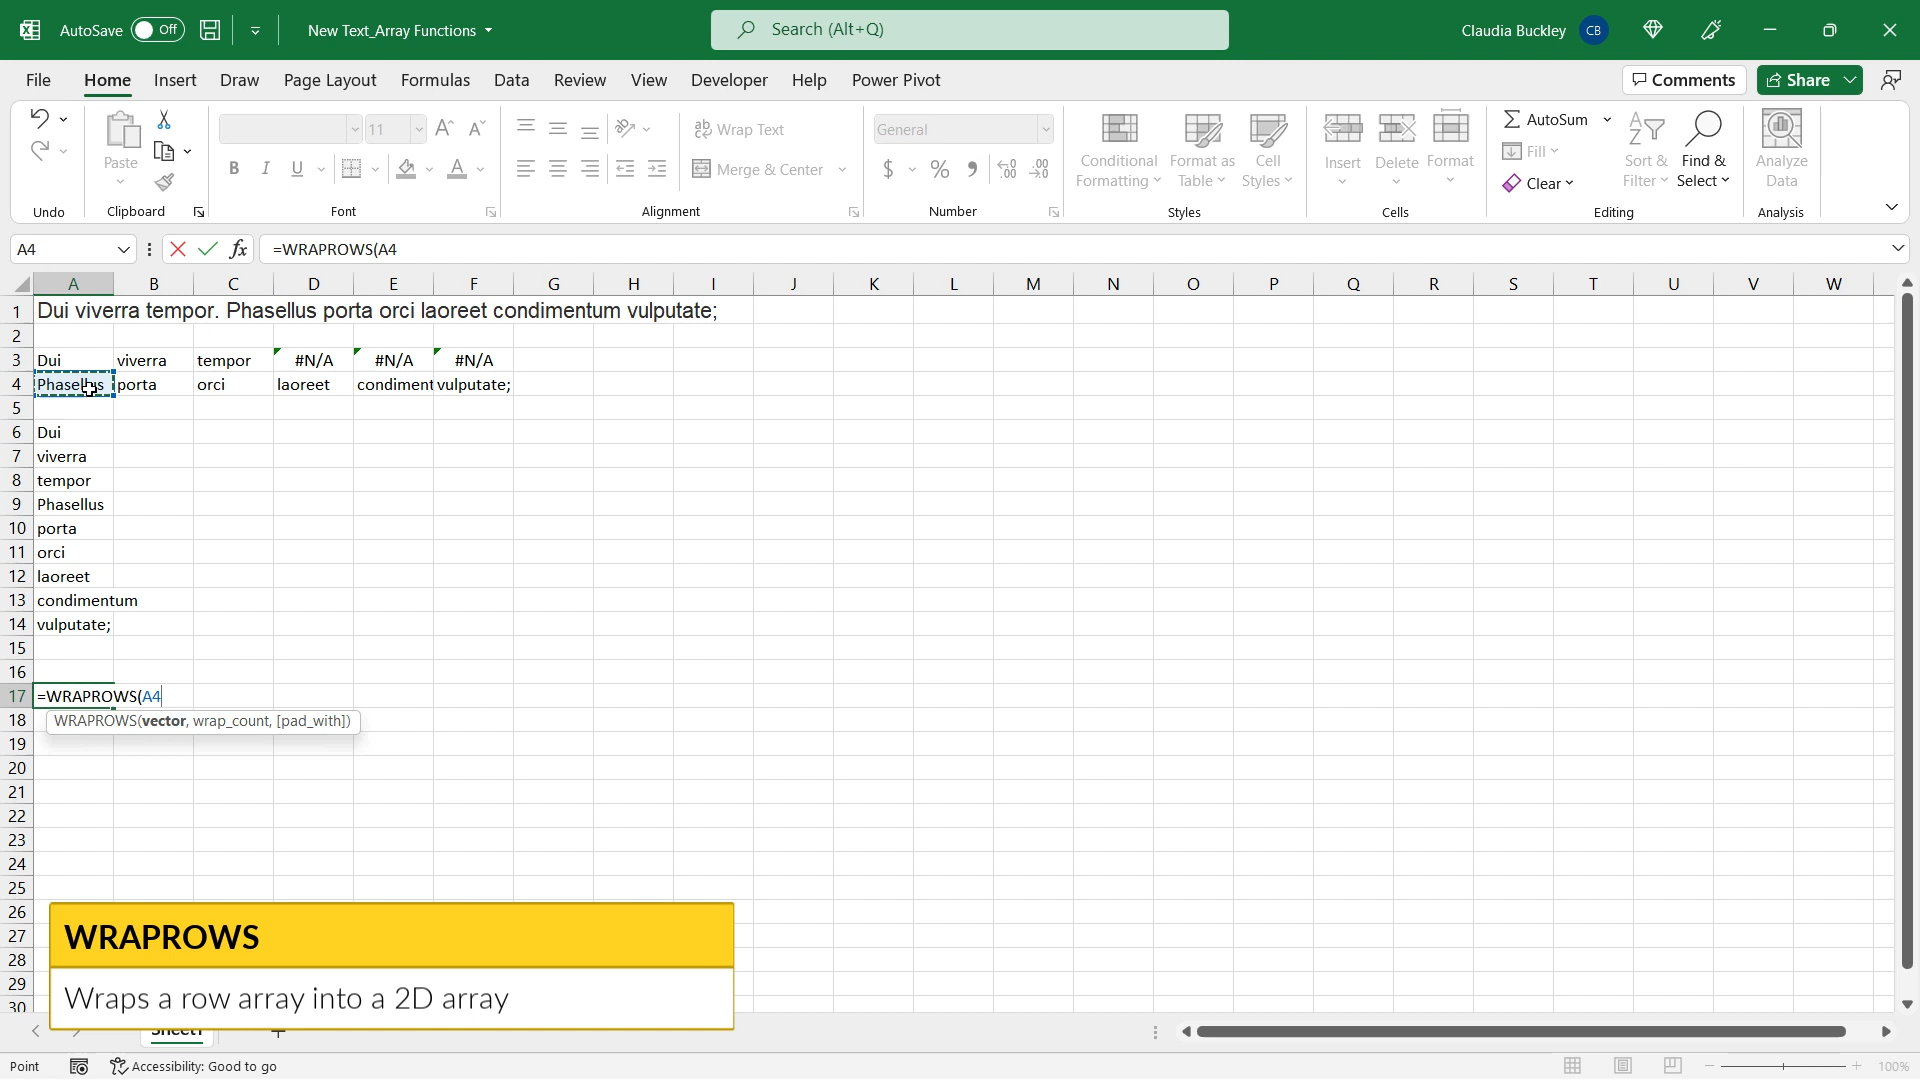 AutoSave Off New Text_Array Functions Search (Alt+Q) Claudia Buckley CB
File Home Insert Draw Page Layout Formulas Data Review View Developer Help Power Pivot Comments Share
Undo
Paste
Clipboard
11
B I U A
Font
ab Wrap Text
Merge & Center
Alignment
General
$ % 9 .00
Number
Conditional Formatting
Format as Table
Cell Styles
Styles
Insert Delete Format
Cells
AutoSum
Fill
Clear
Sort & Filter
Find & Select
Editing
Analyze Data
Analysis
A4 fx =WRAPROWS(A4
A B C D E F G H I J K L M N O P Q R S T U V W
1 Dui viverra tempor. Phasellus porta orci laoreet condimentum vulputate;
2
3 Dui viverra tempor #N/A #N/A #N/A
4 Phasellus porta orci laoreet condiment vulputate;
5
6 Dui
7 viverra
8 tempor
9 Phasellus
10 porta
11 orci
12 laoreet
13 condimentum
14 vulputate;
15
16
17 =WRAPROWS(A4
18 WRAPROWS(vector, wrap_count, [pad_with])
19
20
21
22
23
24
25
26
27 WRAPROWS
28
29 Wraps a row array into a 2D array
30
Sheet1
Point Accessibility: Good to go 100%